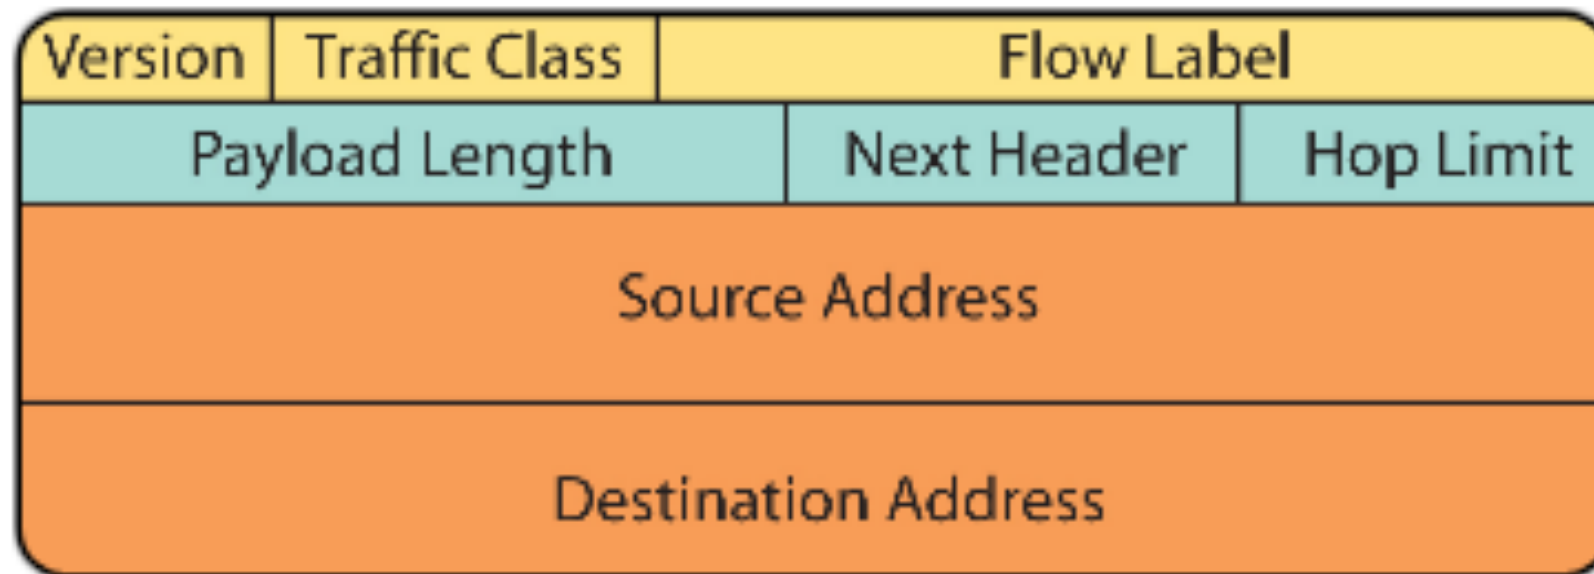 Version Traffic Class Flow Label
Payload Length Next Header Hop Limit
Source Address
Destination Address